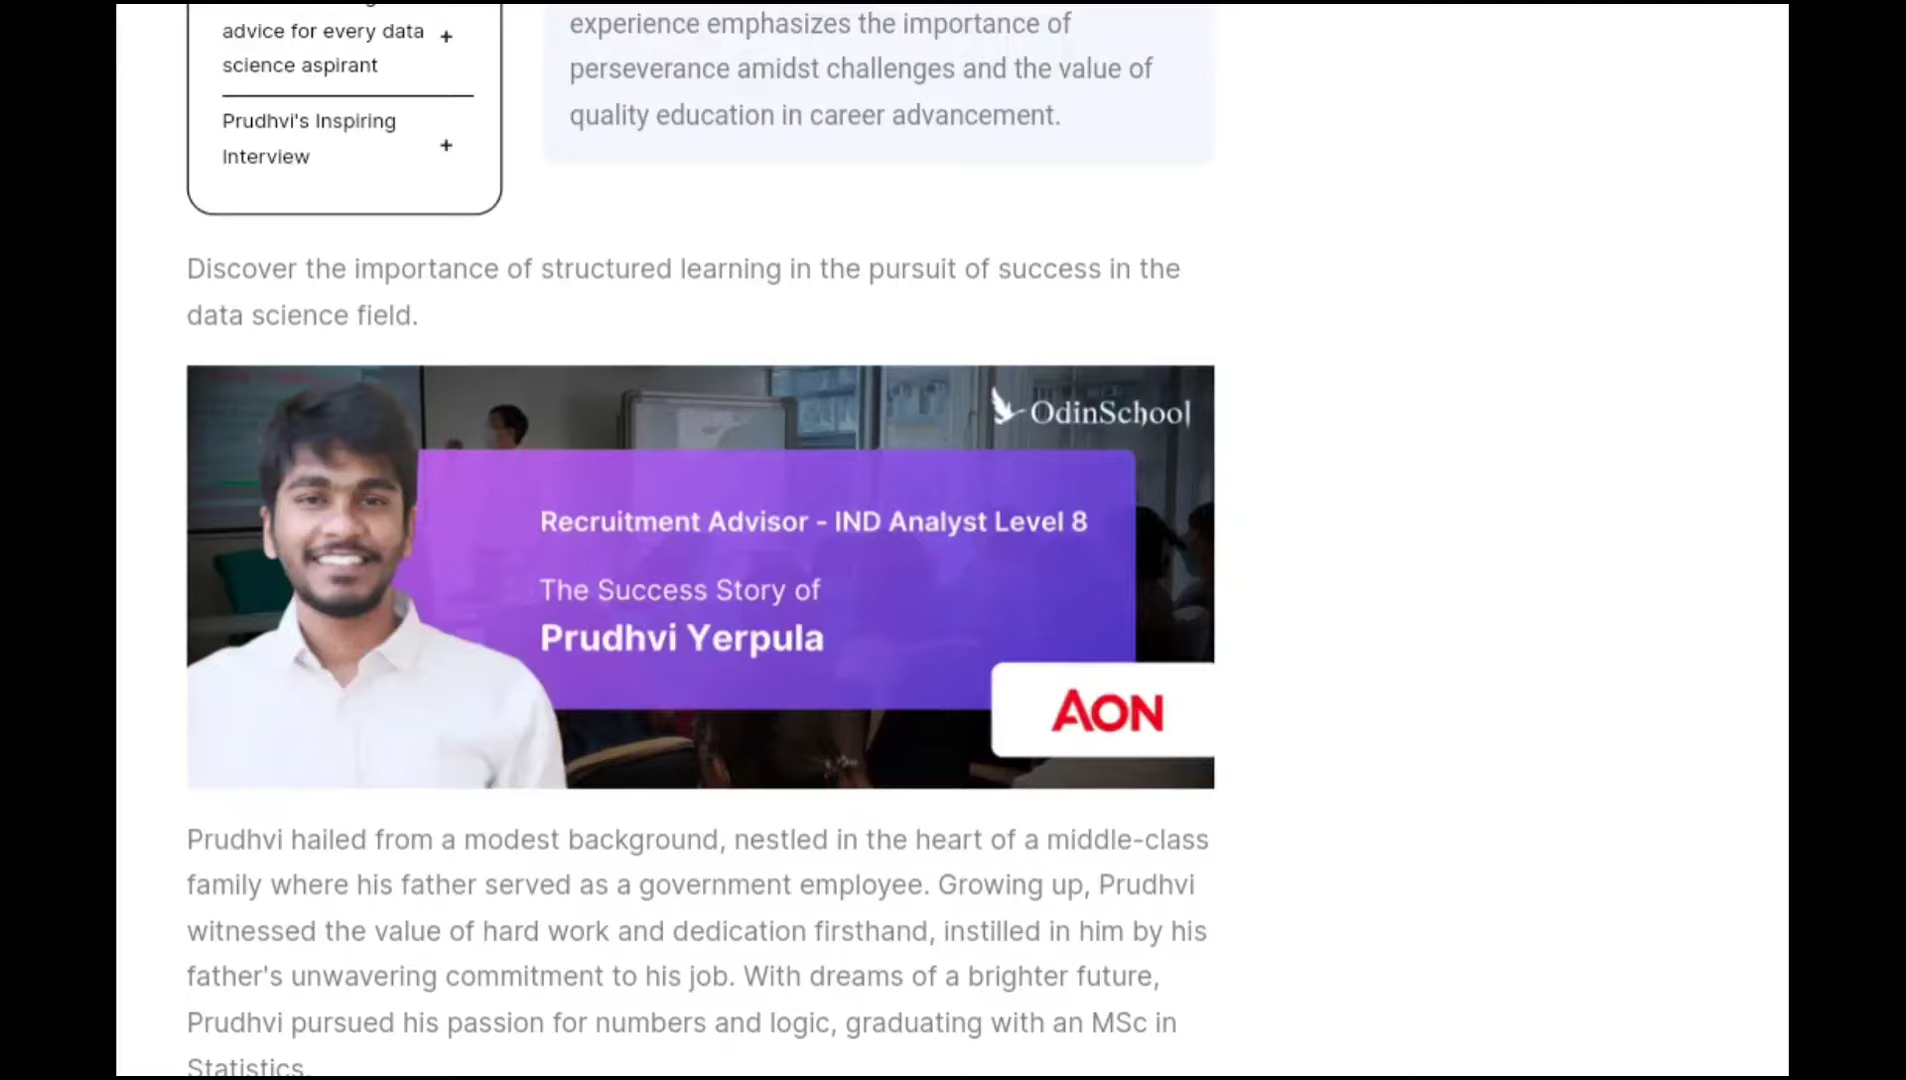 advice for every data
science aspirant
+
Prudhvi's Inspiring
Interview
+
experience emphasizes the importance of
perseverance amidst challenges and the value of
quality education in career advancement.
Discover the importance of structured learning in the pursuit of success in the
data science field.
OdinSchool
Recruitment Advisor - IND Analyst Level 8
The Success Story of
Prudhvi Yerpula
AON
Prudhvi hailed from a modest background, nestled in the heart of a middle-class
family where his father served as a government employee. Growing up, Prudhvi
witnessed the value of hard work and dedication firsthand, instilled in him by his
father's unwavering commitment to his job. With dreams of a brighter future,
Prudhvi pursued his passion for numbers and logic, graduating with an MSc in
Statistics.